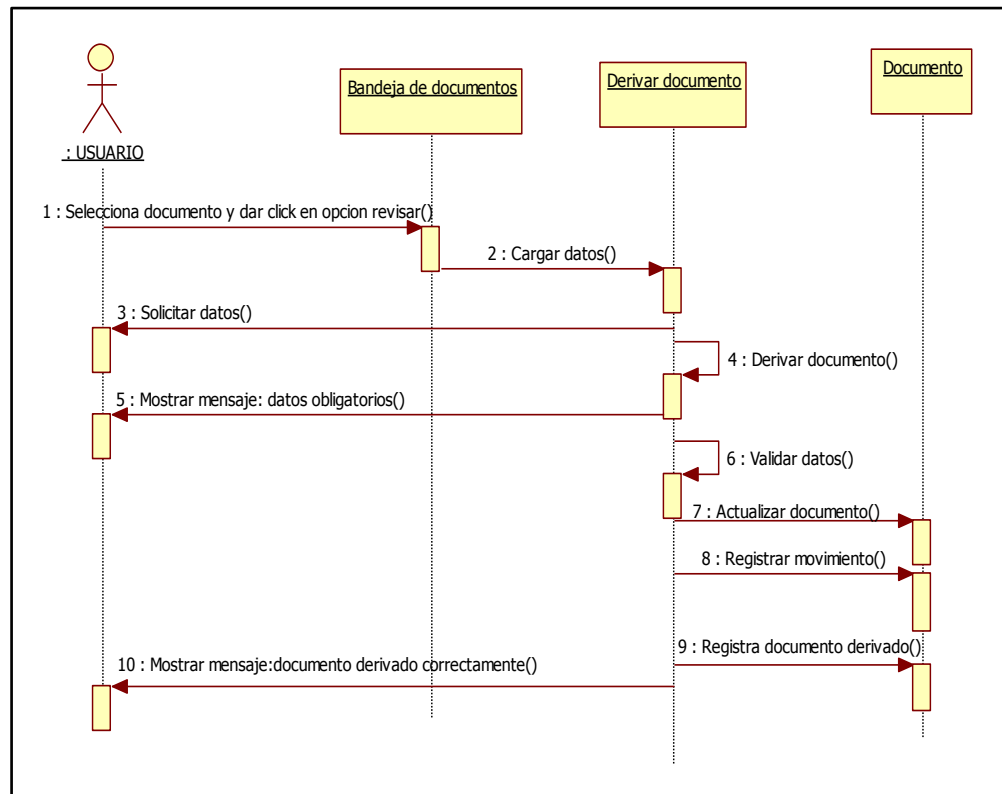 Bandeja de documentos
Derivar documento
Documento
: USUARIO
1 : Selecciona documento y dar click en opcion revisar()
2 : Cargar datos()
3 : Solicitar datos()
4 : Derivar documento()
5 : Mostrar mensaje: datos obligatorios()
6 : Validar datos()
7 : Actualizar documento()
8 : Registrar movimiento()
9 : Registra documento derivado()
10 : Mostrar mensaje:documento derivado correctamente()